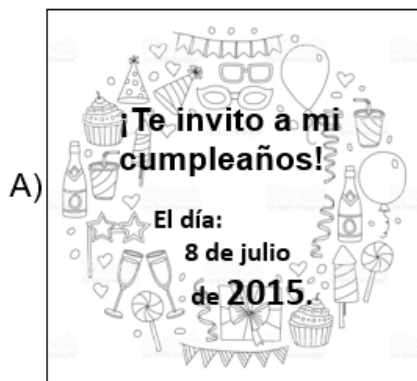 A)
¡Te invito a mi
cumpleaños!
El día:
8 de julio
de 2015.